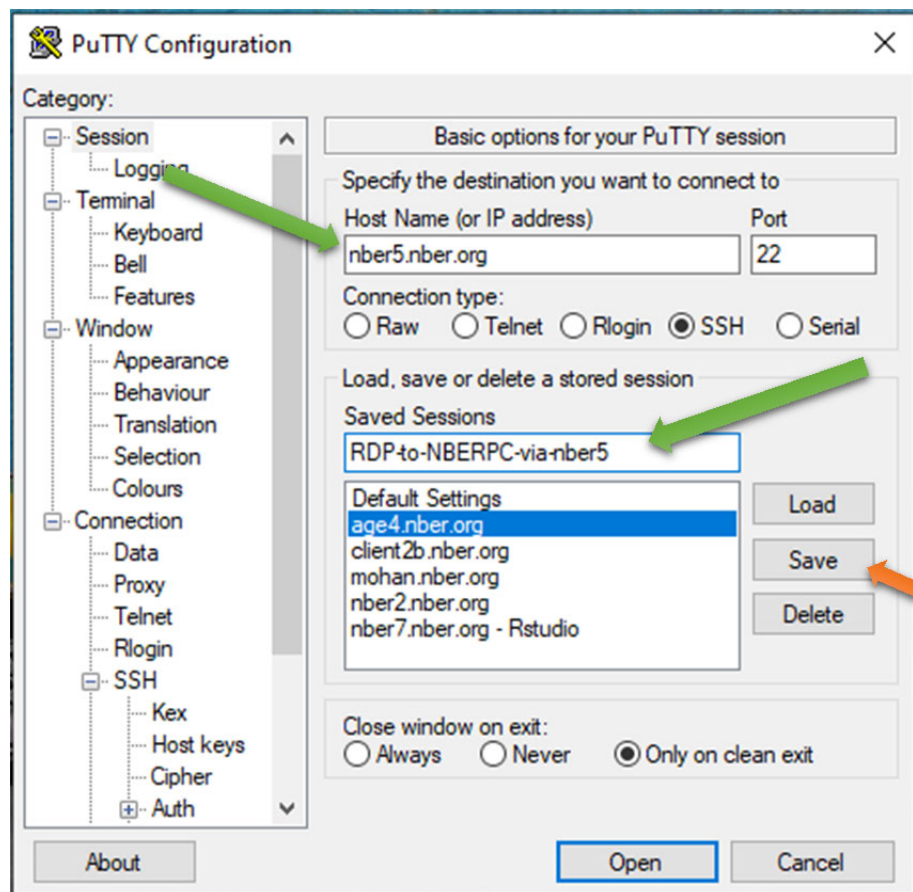 PuTTY Configuration
Category:
Session
Logging
Terminal
Keyboard
Bell
Features
Window
Appearance
Behaviour
Translation
Selection
Colours
Connection
Data
Proxy
Telnet
Rlogin
SSH
Kex
Host keys
Cipher
Auth
Basic options for your PuTTY session
Specify the destination you want to connect to
Host Name (or IP address) Port
nber5.nber.org 22
Connection type:
Raw Telnet Rlogin SSH Serial
Load, save or delete a stored session
Saved Sessions
RDP-to-NBERPC-via-nber5
Default Settings
age4.nber.org
client2b.nber.org
mohan.nber.org
nber2.nber.org
nber7.nber.org - Rstudio
Load
Save
Delete
Close window on exit:
Always Never Only on clean exit
About Open Cancel